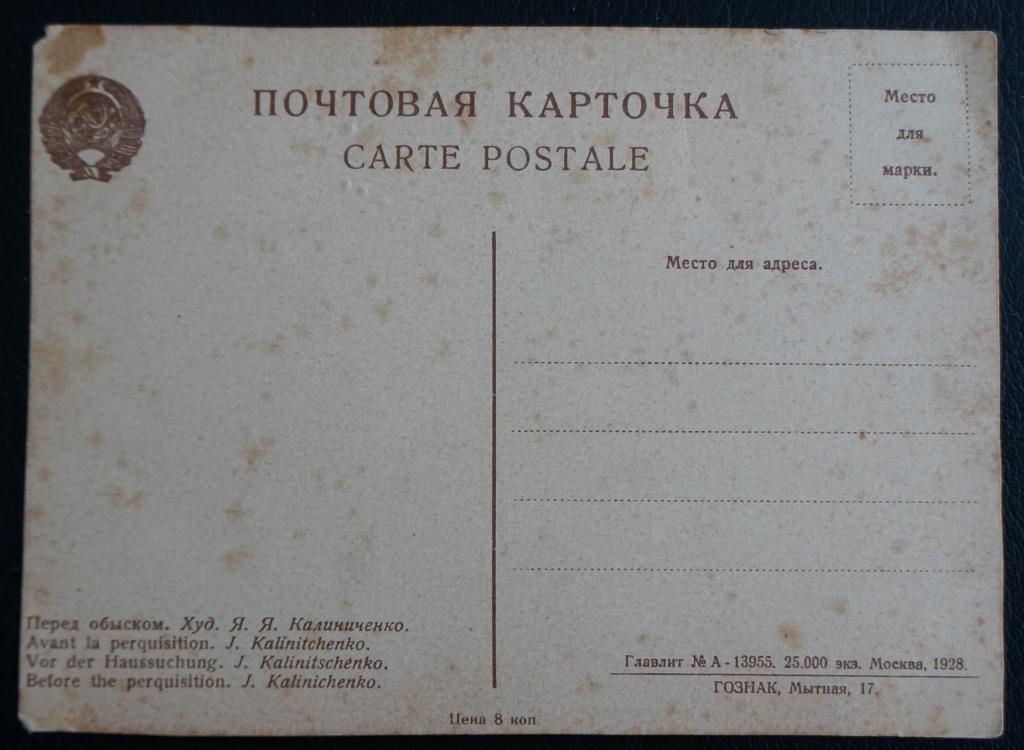 ПОЧТОВАЯ КАРТОЧКА
CARTE POSTALE
Место
для
марки.
Место для адреса.
Перед обыском. Худ. Я. Я. Калиниченко.
Avant la perquisition. J. Kalinitchenko.
Vor der Haussuchung. J. Kalinitschenko.
Before the perquisition. J. Kalinichenko.
Главлит № А-13955. 25.000 экз. Москва, 1928.
ГОЗНАК, Мытная, 17.
Цена 8 коп